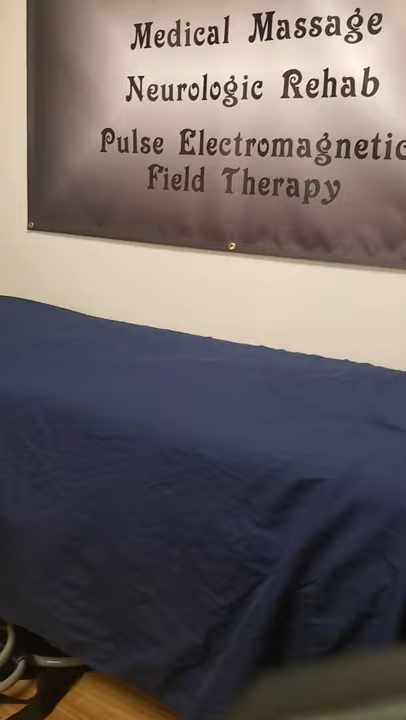 Medical Massage
Neurologic Rehab
Pulse Electromagnetic
Field Therapy